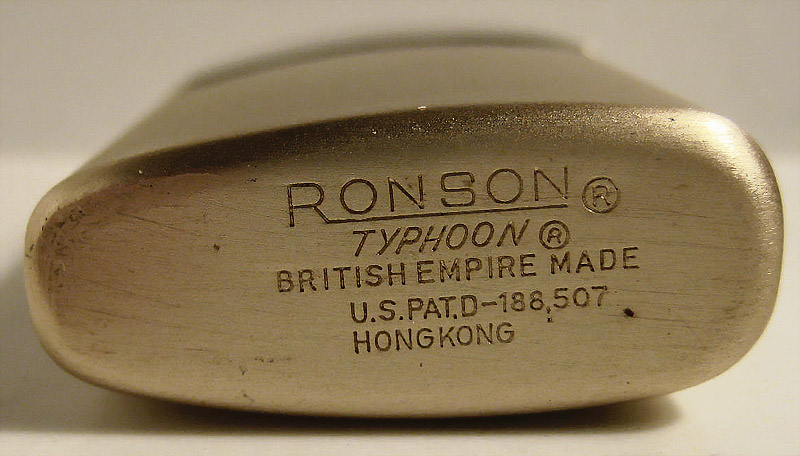 RONSON ®
TYPHOON ®
BRITISH EMPIRE MADE
U.S.PAT.D-188,507
HONGKONG